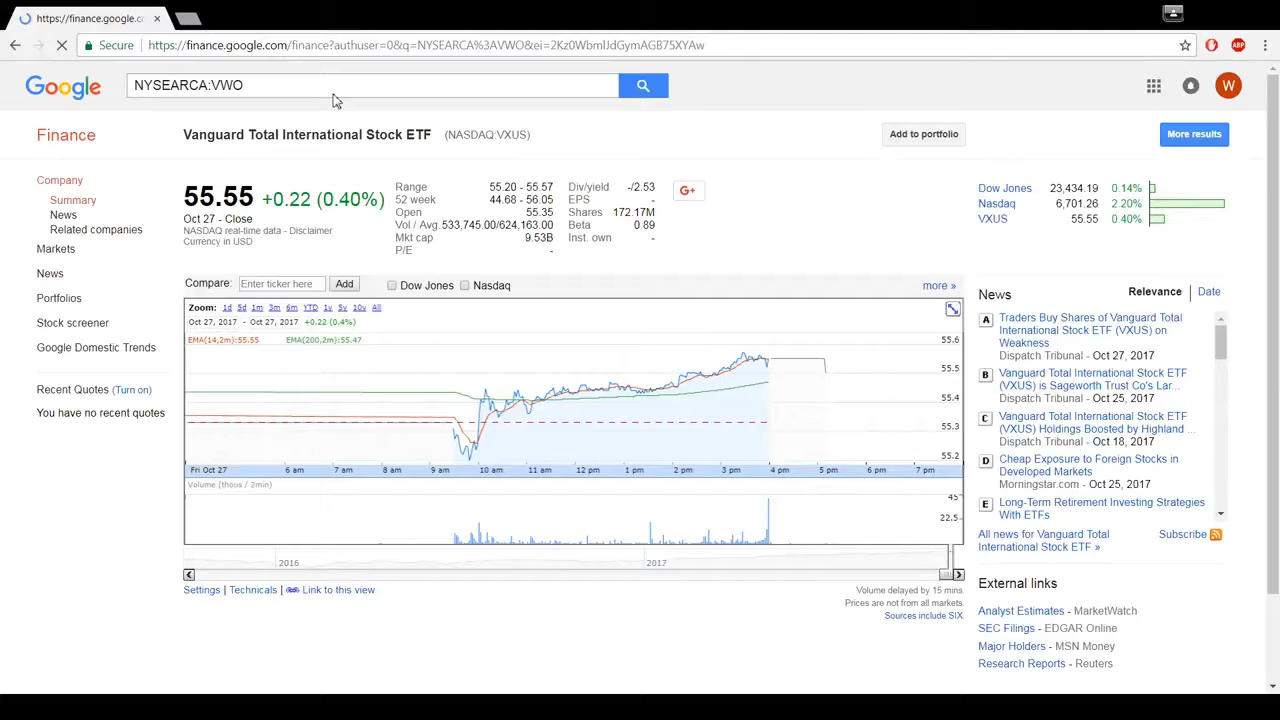 https://finance.google.cc
Secure
https://finance.google.com/finance?authuser=0&q=NYSEARCA%3AVWO&ei=2Kz0WbmIJdGymAGB75XYAw
ABP
Google
NYSEARCA:VWO
W
Finance
Vanguard Total International Stock ETF (NASDAQ:VXUS)
Add to portfolio
More results
Company
Summary
News
Related companies
Markets
News
Portfolios
Stock screener
Google Domestic Trends
Recent Quotes (Turn on)
You have no recent quotes
55.55 +0.22 (0.40%)
Oct 27 - Close
NASDAQ real-time data - Disclaimer
Currency in USD
Range 55.20 - 55.57
52 week 44.68 - 56.05
Open 55.35
Vol / Avg. 533,745.00/624,163.00
Mkt cap 9.53B
P/E -
Div/yield -/2.53
EPS -
Shares 172.17M
Beta 0.89
Inst. own -
G+
Dow Jones 23,434.19 0.14%
Nasdaq 6,701.26 2.20%
VXUS 55.55 0.40%
Compare: Enter ticker here Add Dow Jones Nasdaq more »
Zoom: 1d 5d 1m 3m 6m YTD 1y 5y 10y All
Oct 27, 2017 - Oct 27, 2017 +0.22 (0.4%)
EMA(14,2m):55.55 EMA(200,2m):55.47
55.6
55.5
55.4
55.3
55.2
Fri Oct 27 6 am 7 am 8 am 9 am 10 am 11 am 12 pm 1 pm 2 pm 3 pm 4 pm 5 pm 6 pm 7 pm
Volume (thous / 2min)
45
22.5
2016 2017
Settings | Technicals | Link to this view
Volume delayed by 15 mins.
Prices are not from all markets.
Sources include SIX.
News
Relevance | Date
A Traders Buy Shares of Vanguard Total
International Stock ETF (VXUS) on
Weakness
Dispatch Tribunal - Oct 27, 2017
B Vanguard Total International Stock ETF
(VXUS) is Sageworth Trust Co's Lar...
Dispatch Tribunal - Oct 25, 2017
C Vanguard Total International Stock ETF
(VXUS) Holdings Boosted by Highland ...
Dispatch Tribunal - Oct 18, 2017
D Cheap Exposure to Foreign Stocks in
Developed Markets
Morningstar.com - Oct 25, 2017
E Long-Term Retirement Investing Strategies
With ETFs
All news for Vanguard Total
International Stock ETF »
Subscribe
External links
Analyst Estimates - MarketWatch
SEC Filings - EDGAR Online
Major Holders - MSN Money
Research Reports - Reuters